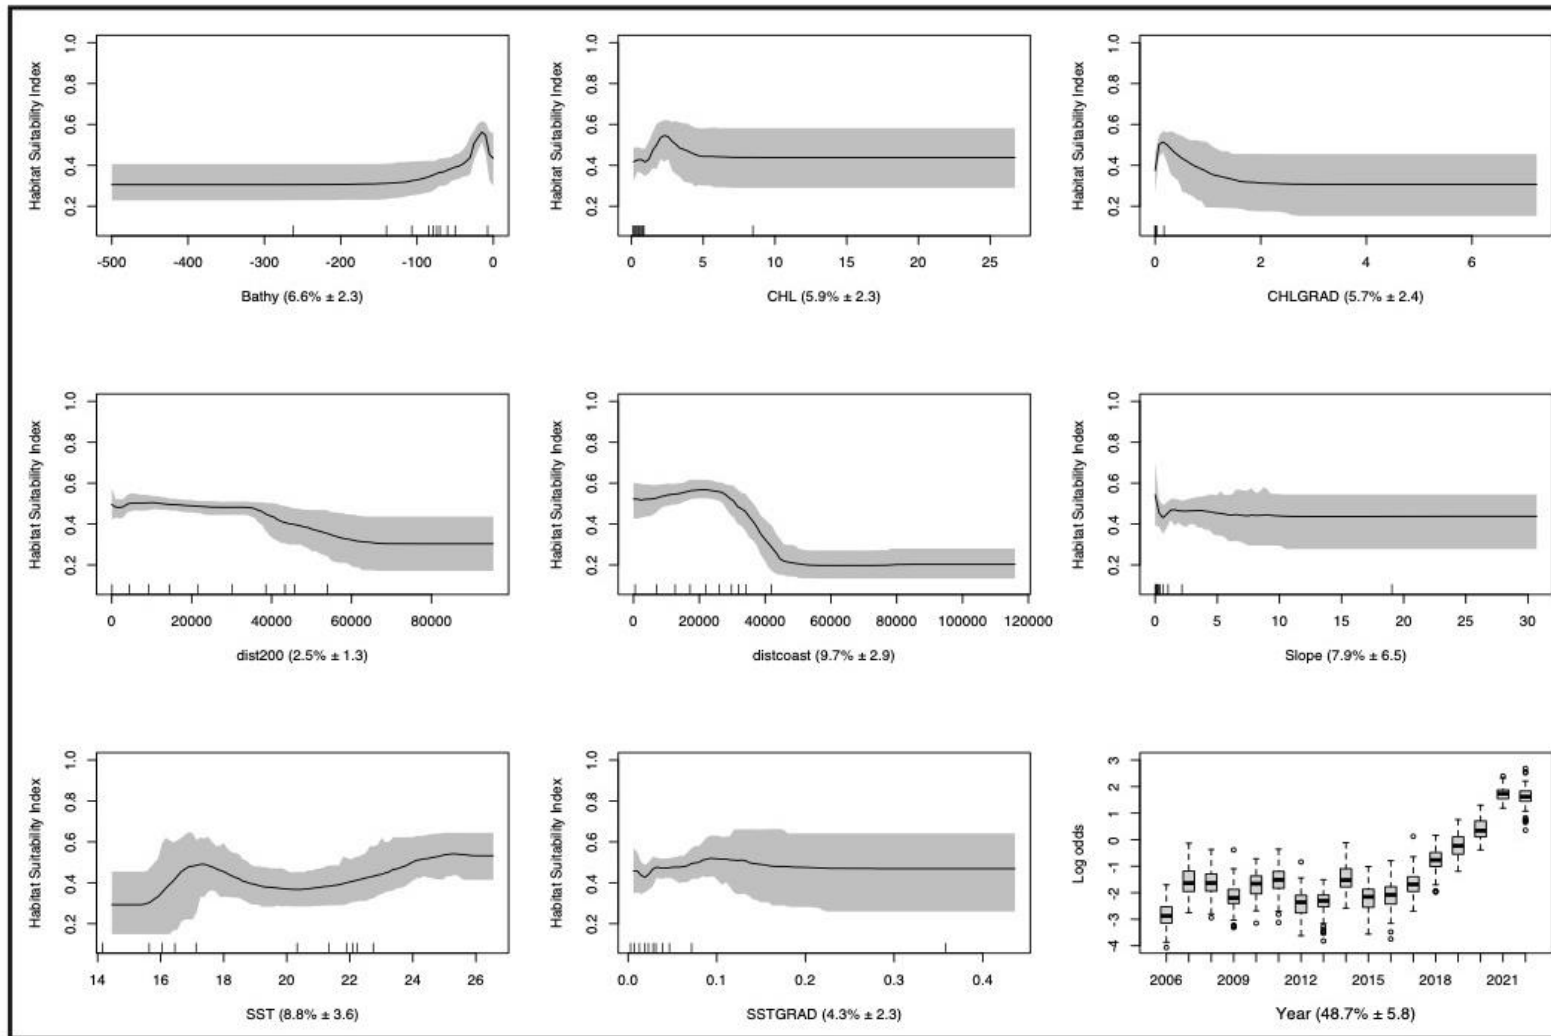 Habitat Suitability Index
0.2 0.4 0.6 0.8 1.0
-500 -400 -300 -200 -100 0
Bathy (6.6% ± 2.3)
Habitat Suitability Index
0.2 0.4 0.6 0.8 1.0
0 5 10 15 20 25
CHL (5.9% ± 2.3)
Habitat Suitability Index
0.2 0.4 0.6 0.8 1.0
0 2 4 6
CHLGRAD (5.7% ± 2.4)
Habitat Suitability Index
0.2 0.4 0.6 0.8 1.0
0 20000 40000 60000 80000
dist200 (2.5% ± 1.3)
Habitat Suitability Index
0.2 0.4 0.6 0.8 1.0
0 20000 40000 60000 80000 100000 120000
distcoast (9.7% ± 2.9)
Habitat Suitability Index
0.2 0.4 0.6 0.8 1.0
0 5 10 15 20 25 30
Slope (7.9% ± 6.5)
Habitat Suitability Index
0.2 0.4 0.6 0.8 1.0
14 16 18 20 22 24 26
SST (8.8% ± 3.6)
Habitat Suitability Index
0.2 0.4 0.6 0.8 1.0
0.0 0.1 0.2 0.3 0.4
SSTGRAD (4.3% ± 2.3)
Log odds
-4 -3 -2 -1 0 1 2 3
2006 2009 2012 2015 2018 2021
Year (48.7% ± 5.8)